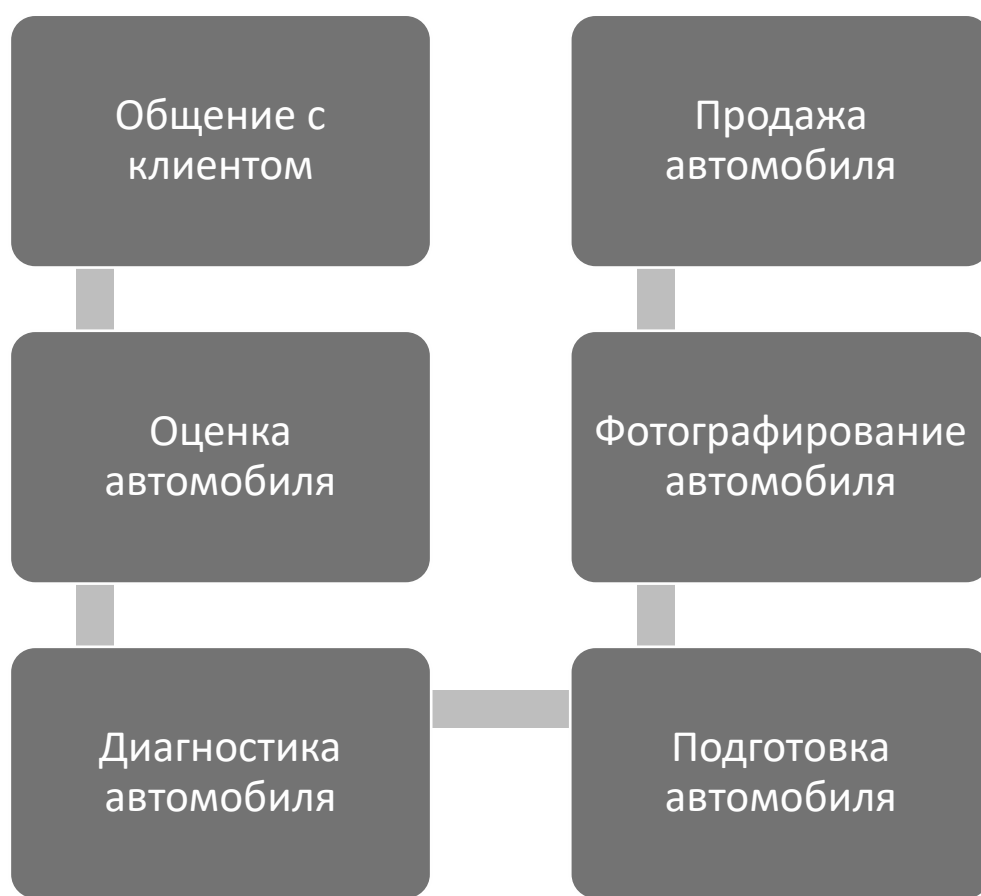 Общение с
клиентом
Оценка
автомобиля
Диагностика
автомобиля
Подготовка
автомобиля
Фотографирование
автомобиля
Продажа
автомобиля